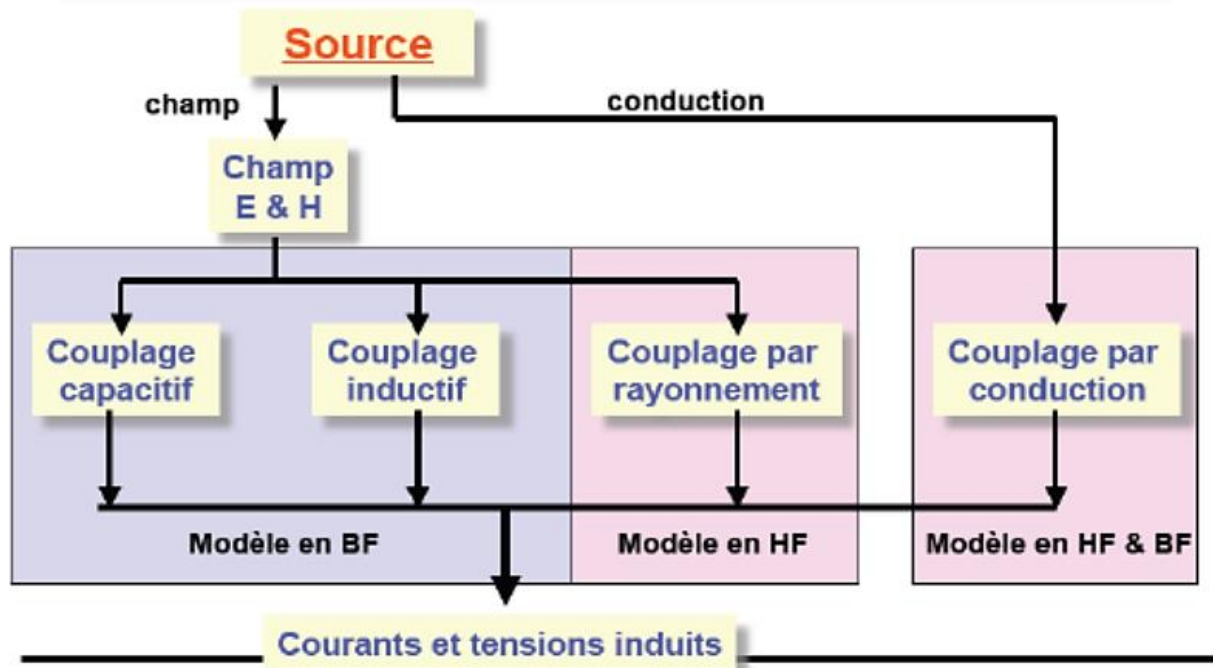 Source
champ
conduction
Champ
E & H
Couplage
capacitif
Couplage
inductif
Couplage par
rayonnement
Couplage par
conduction
Modèle en BF
Modèle en HF
Modèle en HF & BF
Courants et tensions induits